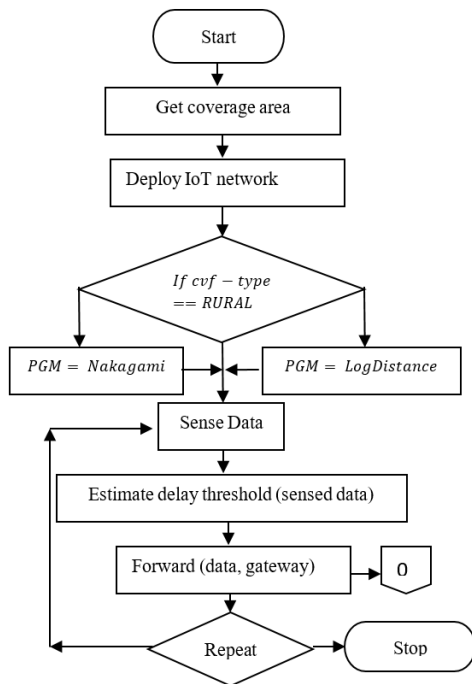 Start
Get coverage area
Deploy IoT network
If cvf − type
== RURAL
PGM = Nakagami
PGM = LogDistance
Sense Data
Estimate delay threshold (sensed data)
Forward (data, gateway)
0
Repeat
Stop